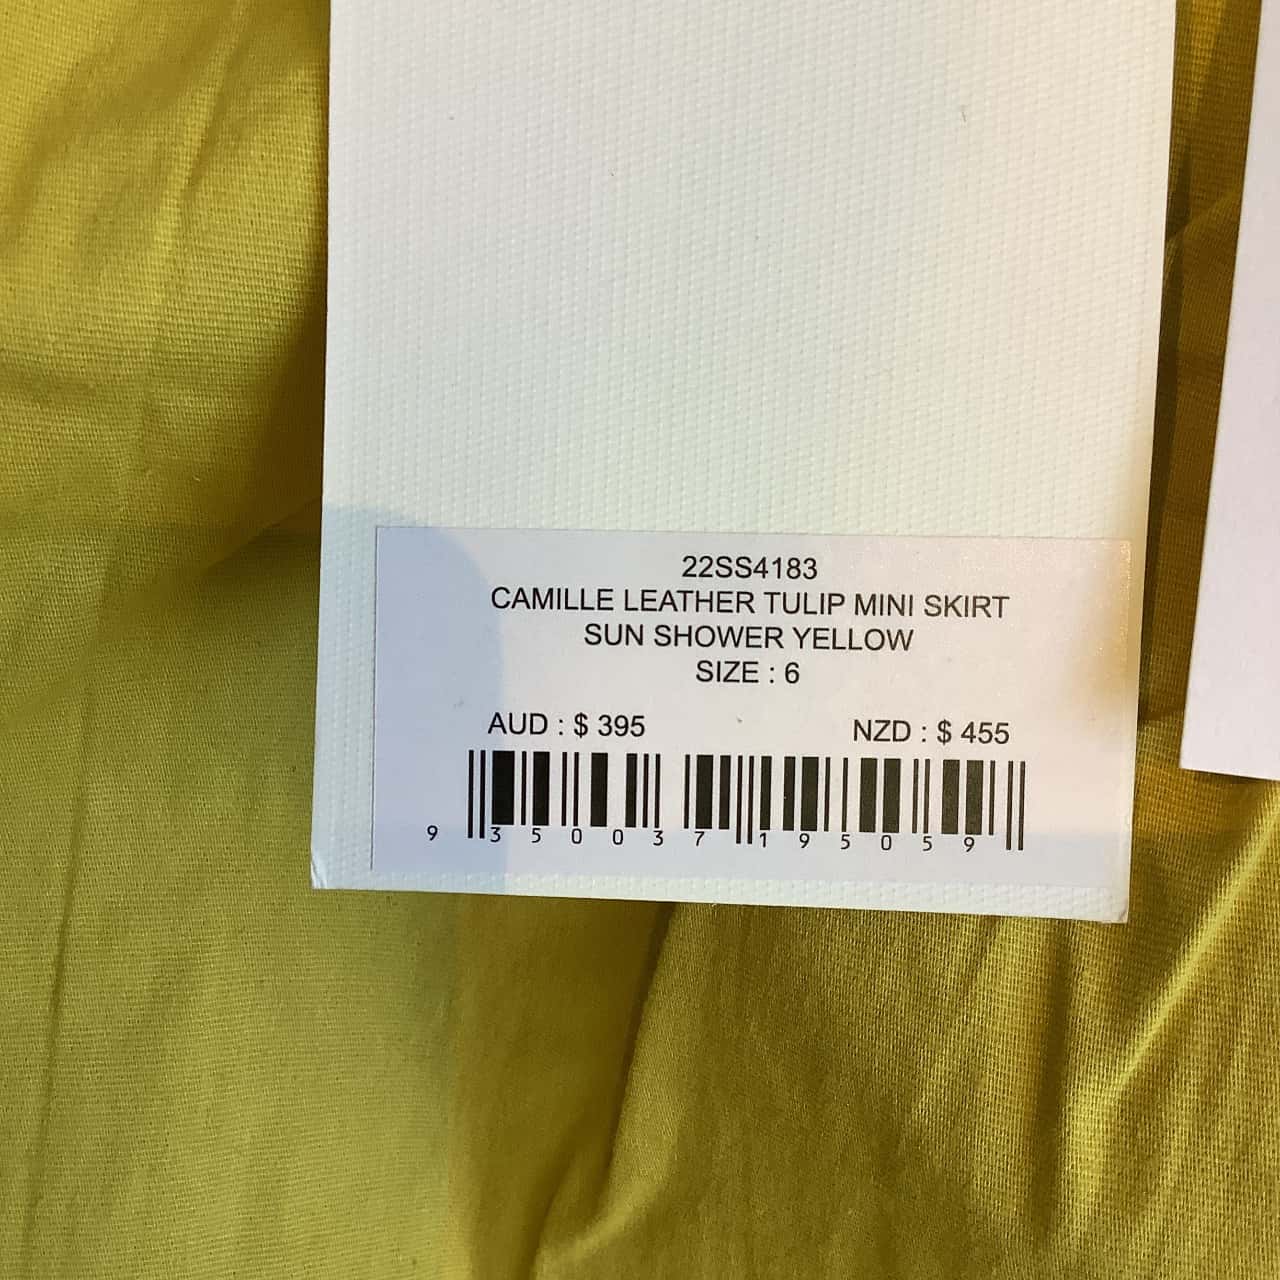 22SS4183
CAMILLE LEATHER TULIP MINI SKIRT
SUN SHOWER YELLOW
SIZE : 6
AUD : $ 395 NZD : $ 455
9 350037 195059